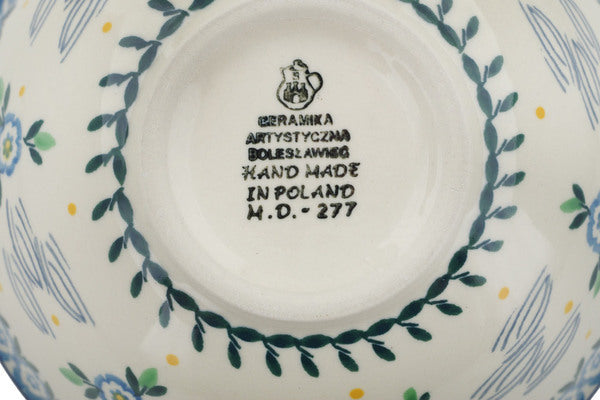 CERAMIKA
ARTYSTYCZNA
BOLESŁAWIEC
HAND MADE
IN POLAND
M.D.- 277